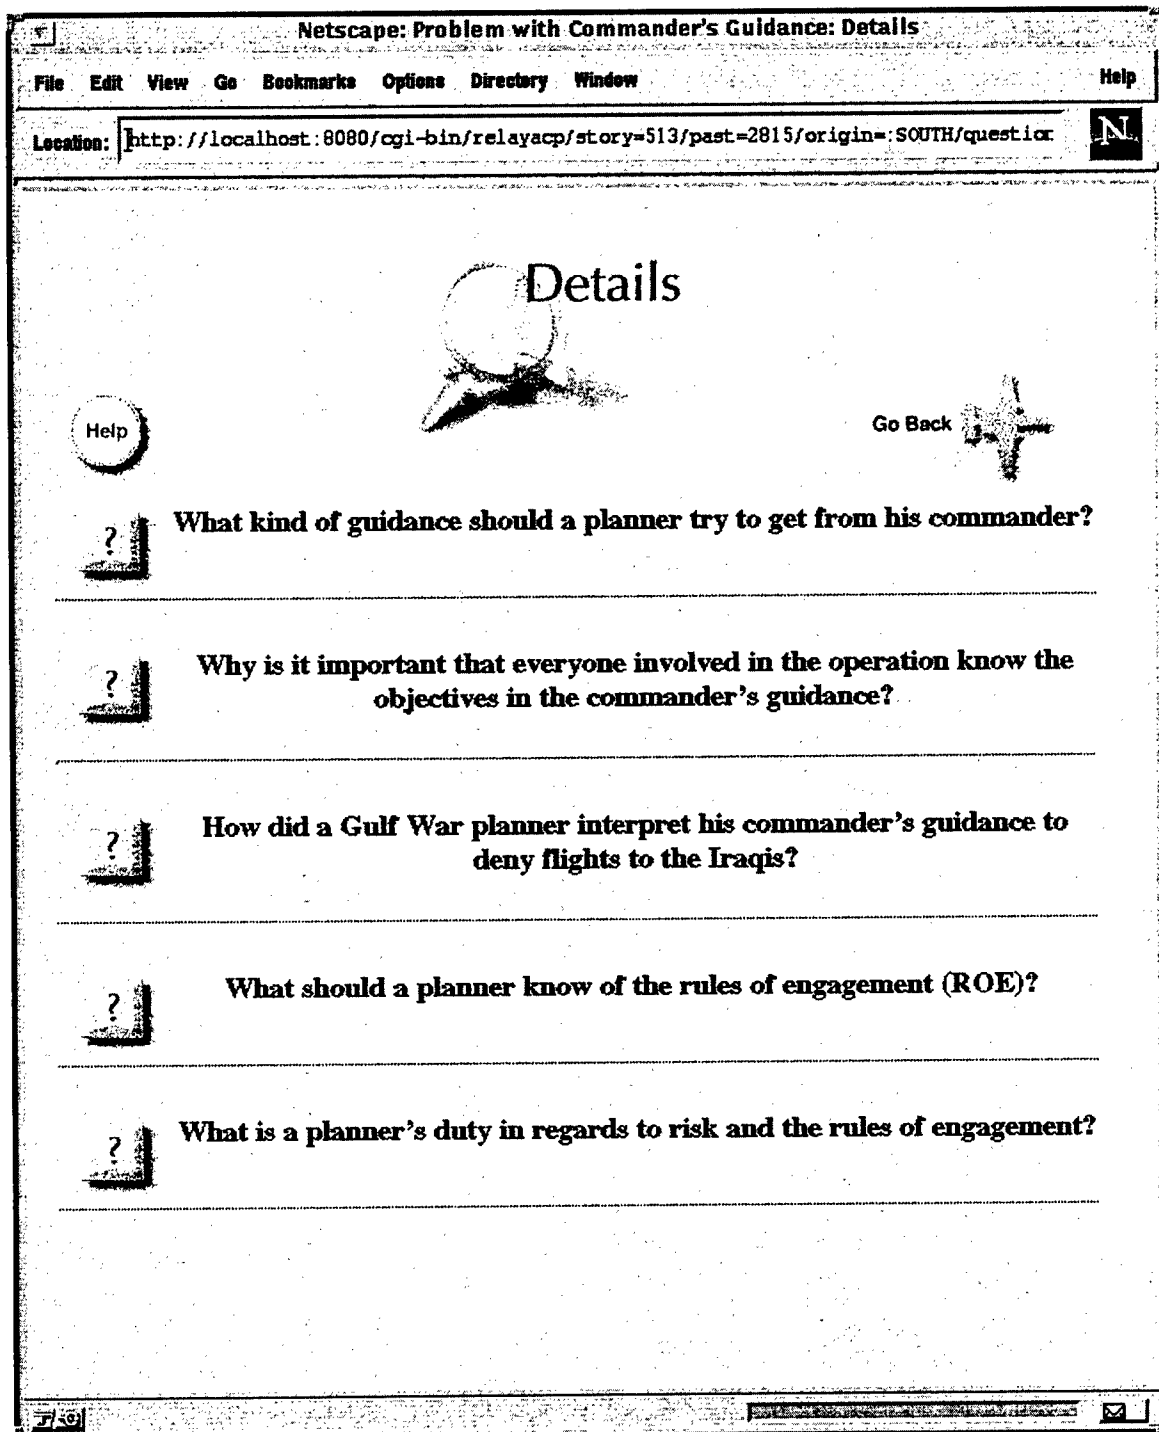 Netscape: Problem with Commander's Guidance: Details
File Edit View Go Bookmarks Options Directory Window Help
Location: http://localhost:8080/cgi-bin/relayacp/story=513/past=2815/origin=:SOUTH/question
N
Details
Help
Go Back
? What kind of guidance should a planner try to get from his commander?
? Why is it important that everyone involved in the operation know the
objectives in the commander's guidance?
? How did a Gulf War planner interpret his commander's guidance to
deny flights to the Iraqis?
? What should a planner know of the rules of engagement (ROE)?
? What is a planner's duty in regards to risk and the rules of engagement?